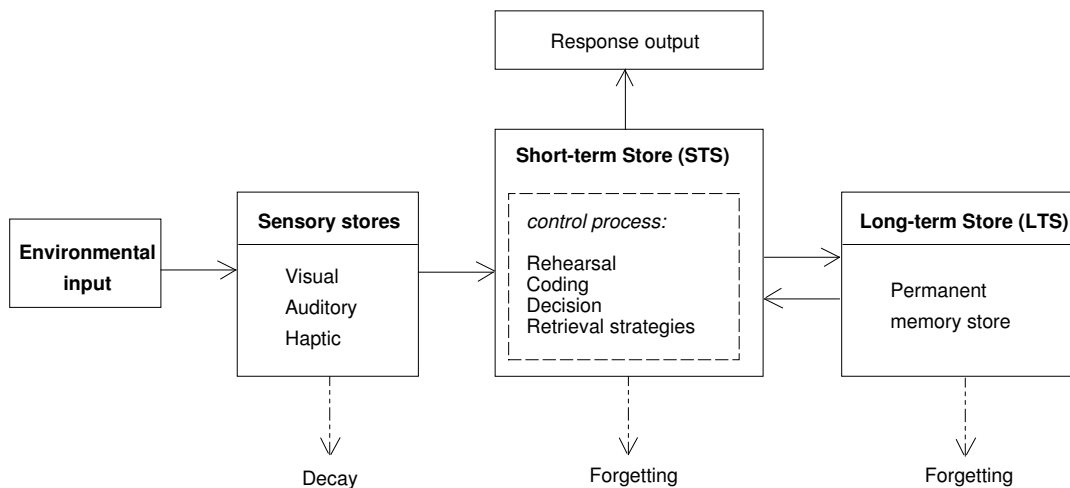 Response output
Short-term Store (STS)
control process:
Rehearsal
Coding
Decision
Retrieval strategies
Environmental
input
Sensory stores
Visual
Auditory
Haptic
Long-term Store (LTS)
Permanent
memory store
Decay
Forgetting
Forgetting